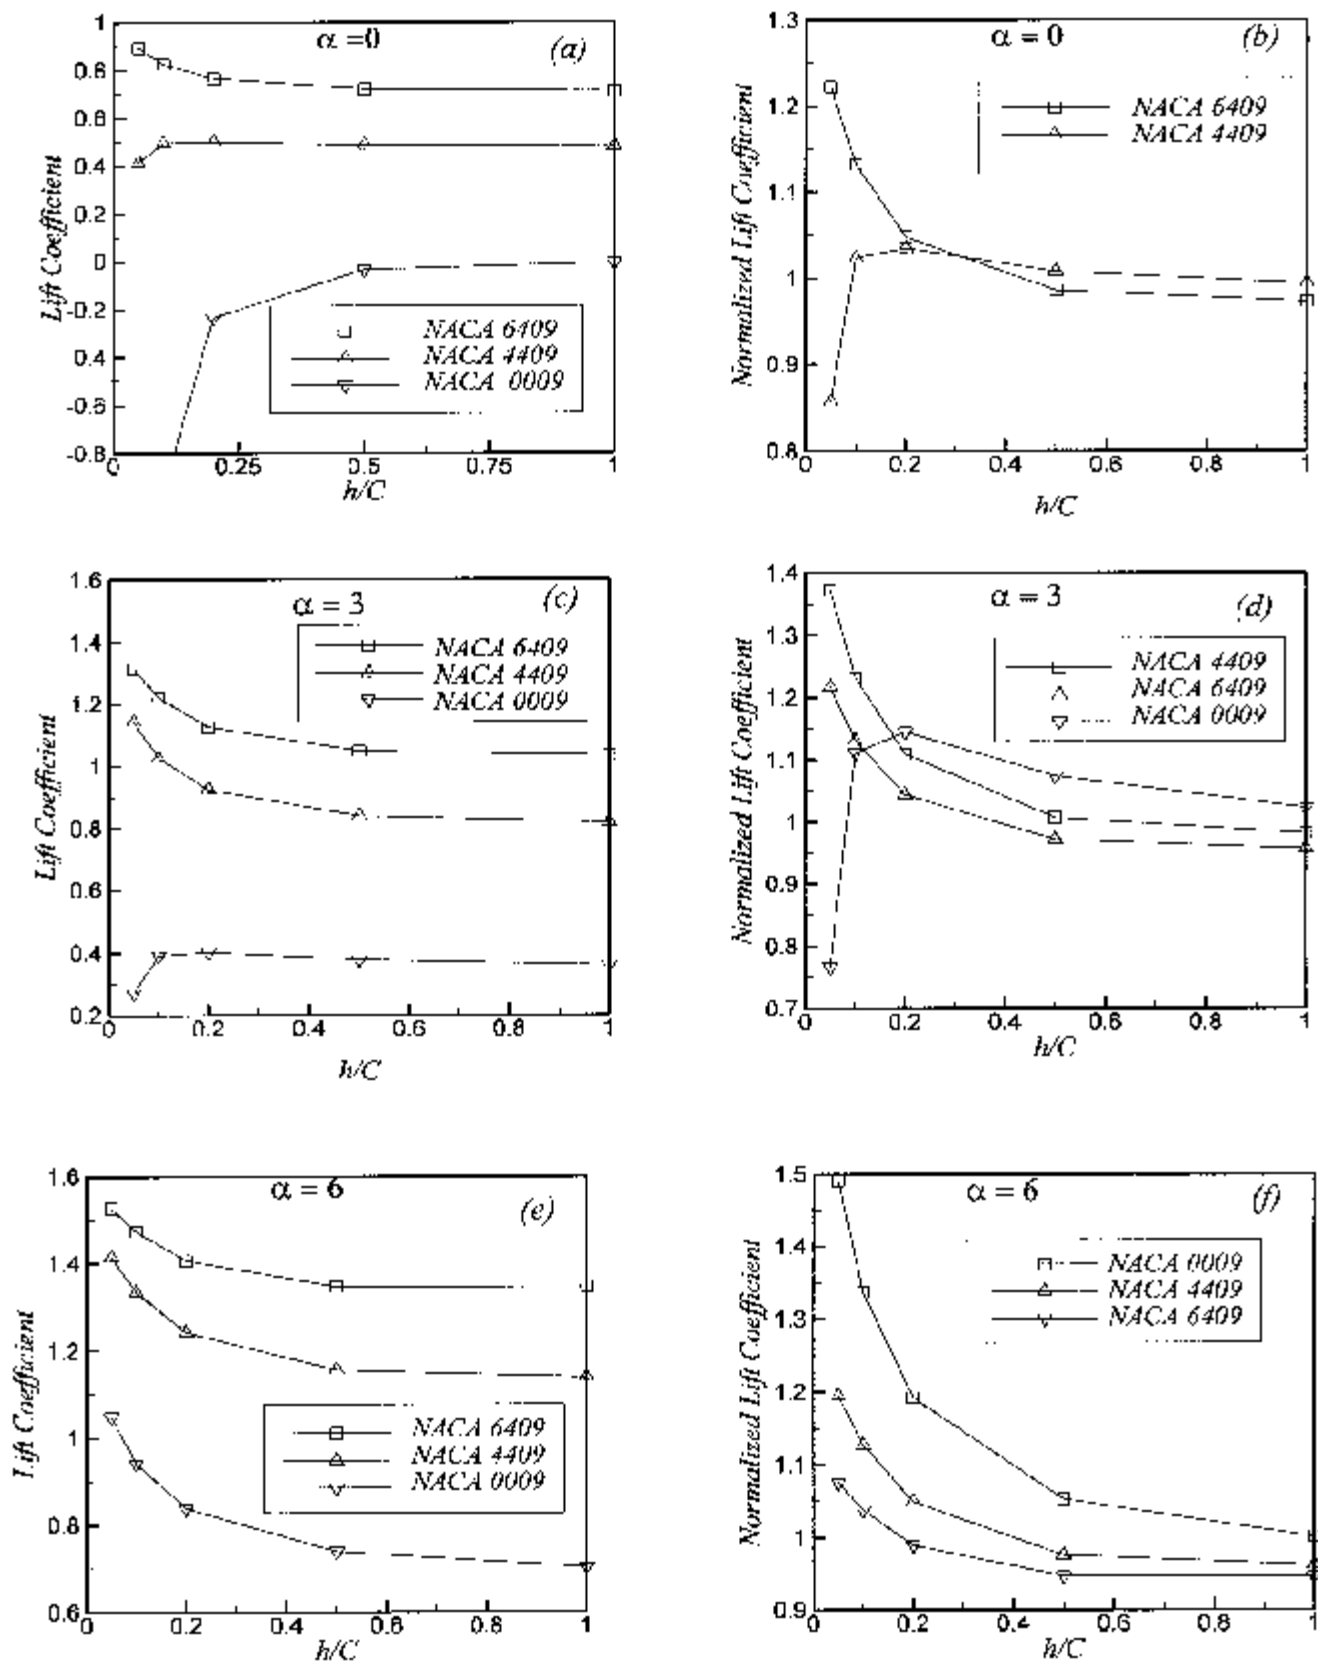 α =0
(a)
1
0.8
0.6
0.4
0.2
0
-0.2
0.4
-0.6
-0.8
Lift Coefficient
NACA 6409
NACA 4409
NACA 0009
0
0.25
0.5
0.75
1
h/C
α =0
(b)
1.3
1.2
1.1
1
0.9
0.8
Normalized Lift Coefficient
NACA 6409
NACA 4409
0
0.2
0.4
0.6
0.8
1
h/C
α = 3
(c)
1.6
1.4
1.2
1
0.8
0.6
0.4
0.2
Lift Coefficient
NACA 6409
NACA 4409
NACA 0009
0
0.2
0.4
0.6
0.8
1
h/C
α = 3
(d)
1.4
1.3
1.2
1.1
1
0.9
0.8
0.7
Normalized Lift Coefficient
NACA 4409
NACA 6409
NACA 0009
0
0.2
0.4
0.6
0.8
1
h/C
α = 6
(e)
1.6
1.4
1.2
1
0.8
0.6
Lift Coefficient
NACA 6409
NACA 4409
NACA 0009
0
0.2
0.4
0.6
0.8
1
h/C
α = 6
(f)
1.5
1.4
1.3
1.2
1.1
1
0.9
Normalized Lift Coefficient
NACA 0009
NACA 4409
NACA 6409
0
0.2
0.4
0.6
0.8
1
h/C